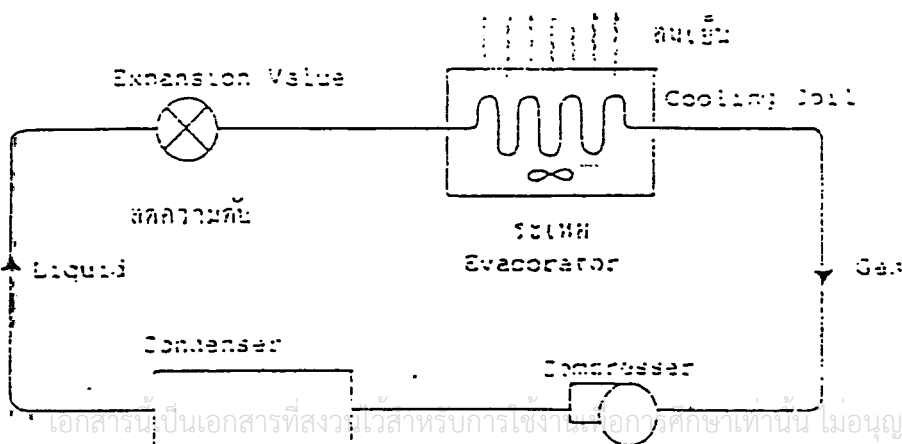 ลมเย็น
Expansion Value
Cooling Coil
ลดความดัน
ระเหย
Evaporator
Liquid
Gas
Condenser
Compresser
เอกสารนี้เป็นเอกสารที่สงวนไว้สำหรับการใช้งานเพื่อการศึกษาเท่านั้น ไม่อนุญ